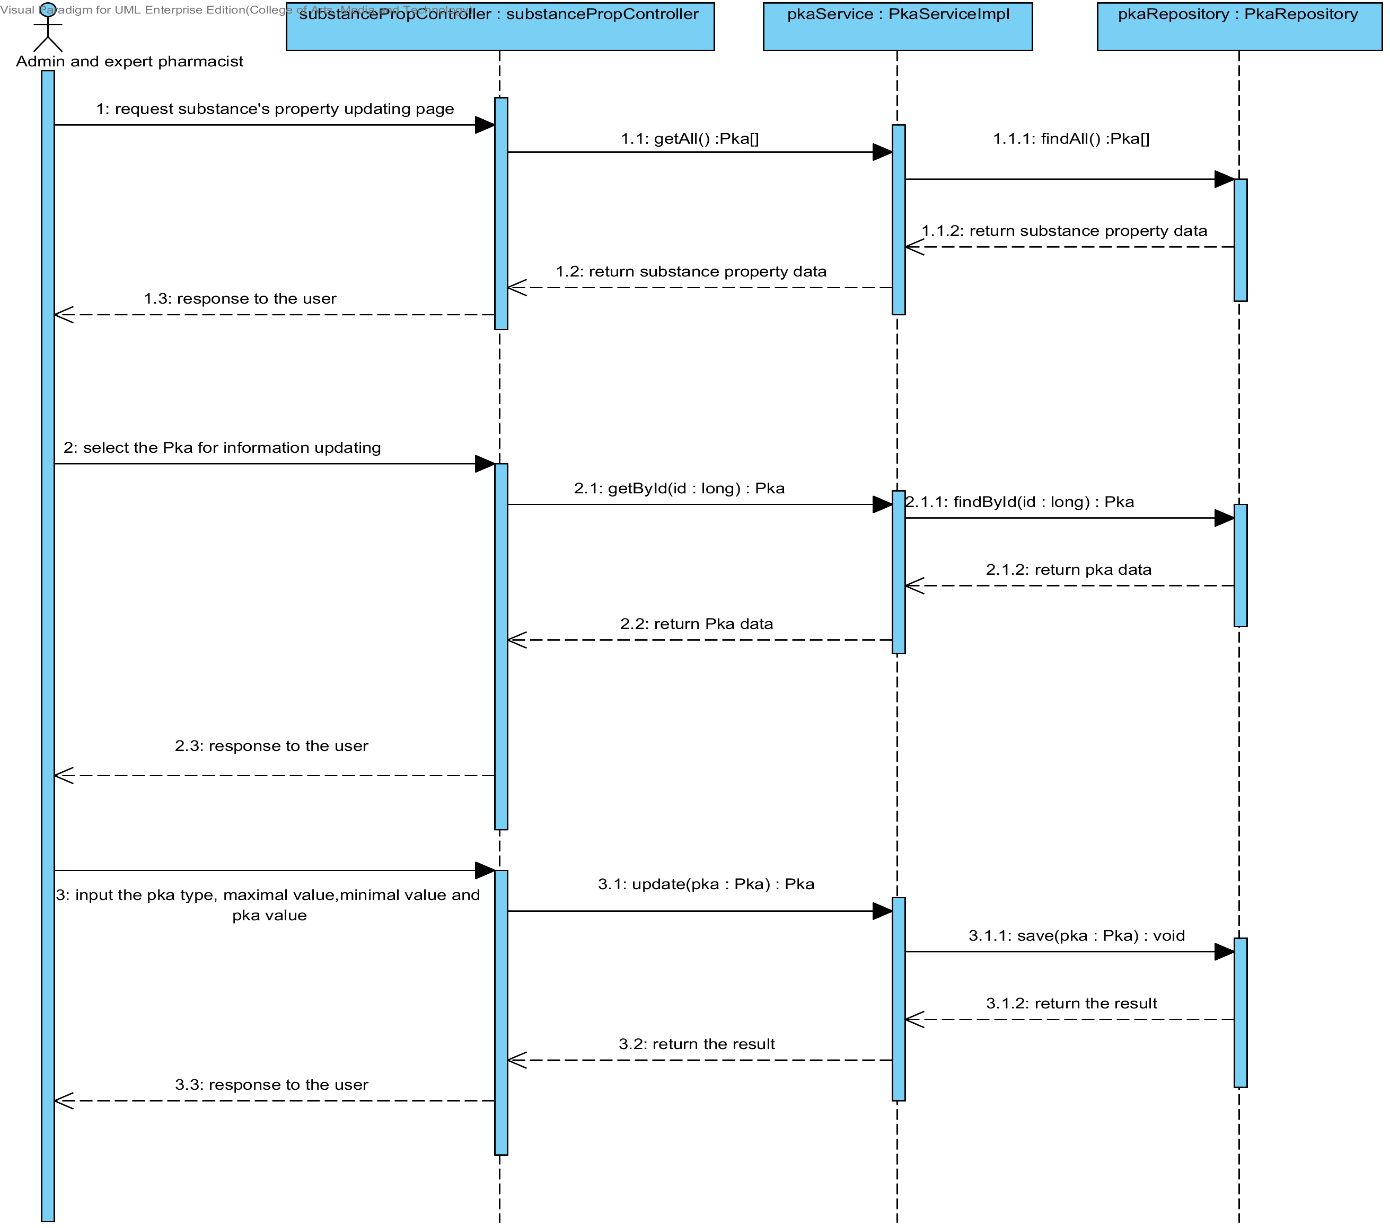 Visual Paradigm for UML Enterprise Edition(College of Arts, Media and Technology)
substancePropController : substancePropController
pkaService : PkaServiceImpl
pkaRepository : PkaRepository
Admin and expert pharmacist
1: request substance's property updating page
1.1: getAll() :Pka[]
1.1.1: findAll() :Pka[]
1.1.2: return substance property data
1.2: return substance property data
1.3: response to the user
2: select the Pka for information updating
2.1: getById(id : long) : Pka
2.1.1: findById(id : long) : Pka
2.1.2: return pka data
2.2: return Pka data
2.3: response to the user
3: input the pka type, maximal value,minimal value and
pka value
3.1: update(pka : Pka) : Pka
3.1.1: save(pka : Pka) : void
3.1.2: return the result
3.2: return the result
3.3: response to the user